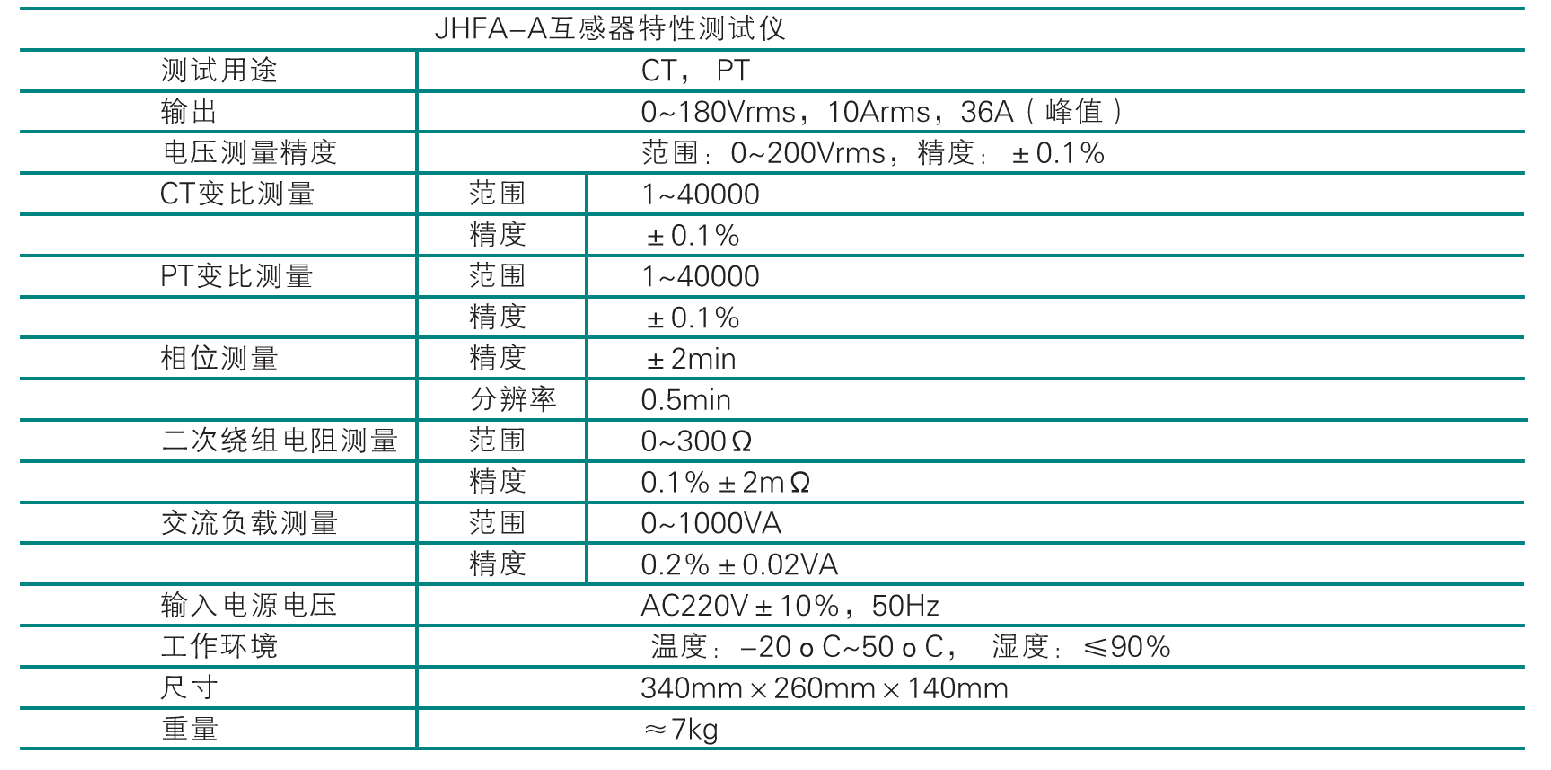 JHFA-A互感器特性测试仪
测试用途 CT， PT
输出 0~180Vrms，10Arms，36A（峰值）
电压测量精度 范围：0~200Vrms，精度：±0.1%
CT变比测量 范围 1~40000
精度 ±0.1%
PT变比测量 范围 1~40000
精度 ±0.1%
相位测量 精度 ±2min
分辨率 0.5min
二次绕组电阻测量 范围 0~300Ω
精度 0.1%±2mΩ
交流负载测量 范围 0~1000VA
精度 0.2%±0.02VA
输入电源电压 AC220V±10%，50Hz
工作环境 温度：-20 o C~50 o C， 湿度：≤90%
尺寸 340mm×260mm×140mm
重量 ≈7kg